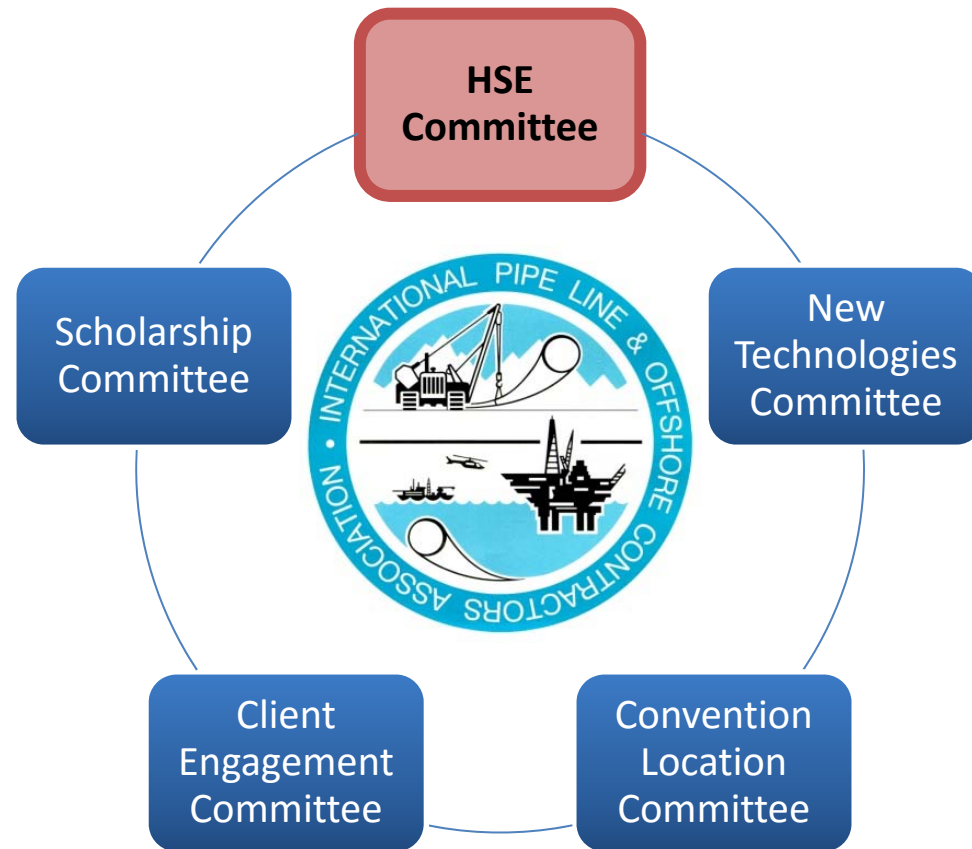 HSE
Committee
Scholarship
Committee
New
Technologies
Committee
INTERNATIONAL PIPE LINE & OFFSHORE CONTRACTORS ASSOCIATION •
Client
Engagement
Committee
Convention
Location
Committee